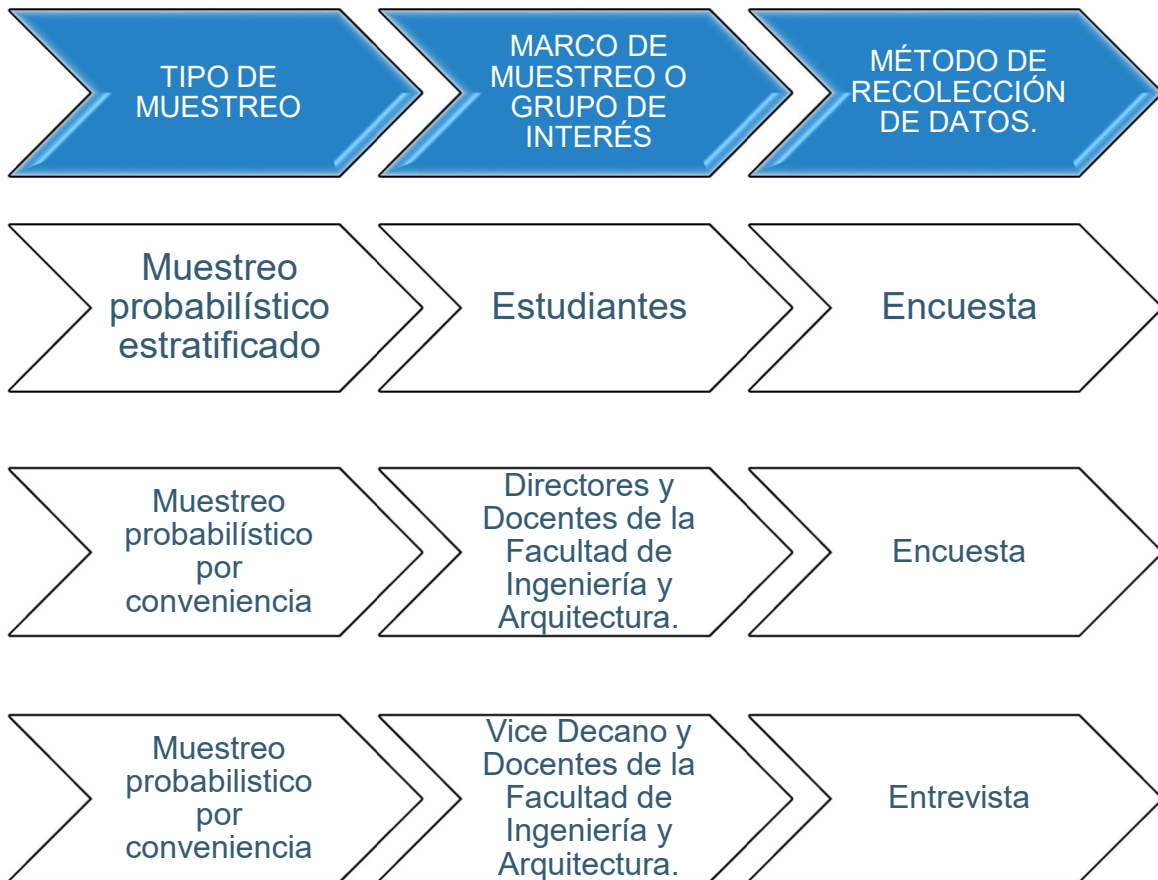 TIPO DE
MUESTREO
MARCO DE
MUESTREO O
GRUPO DE
INTERÉS
MÉTODO DE
RECOLECCIÓN
DE DATOS.
Muestreo
probabilístico
estratificado
Estudiantes
Encuesta
Muestreo
probabilístico
por
conveniencia
Directores y
Docentes de la
Facultad de
Ingeniería y
Arquitectura.
Encuesta
Muestreo
probabilistico
por
conveniencia
Vice Decano y
Docentes de la
Facultad de
Ingeniería y
Arquitectura.
Entrevista